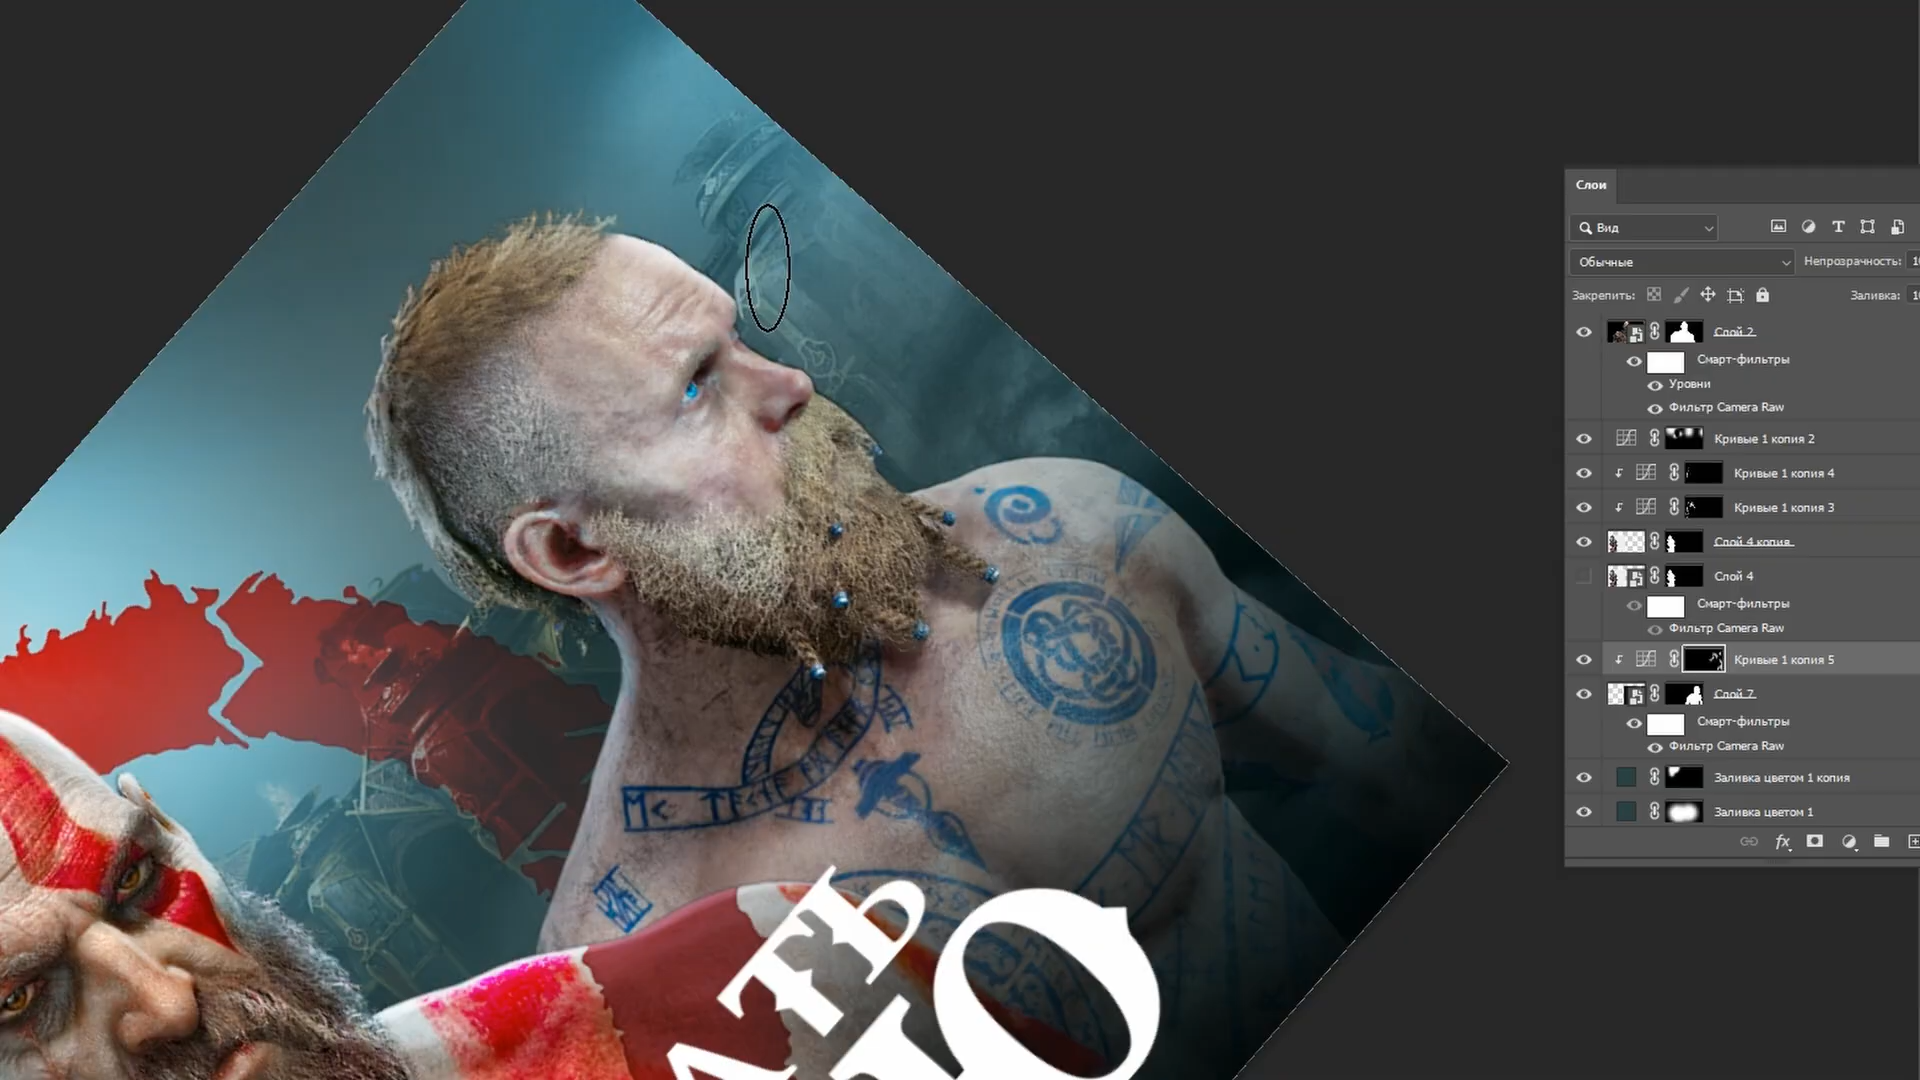 Слои
Вид
Обычные
Непрозрачность:
Закрепить:
Заливка:
Слой 2
Смарт-фильтры
Уровни
Фильтр Camera Raw
Кривые 1 копия 2
Кривые 1 копия 4
Кривые 1 копия 3
Слой 4 копия
Слой 4
Смарт-фильтры
Фильтр Camera Raw
Кривые 1 копия 5
Слой 7
Смарт-фильтры
Фильтр Camera Raw
Заливка цветом 1 копия
Заливка цветом 1